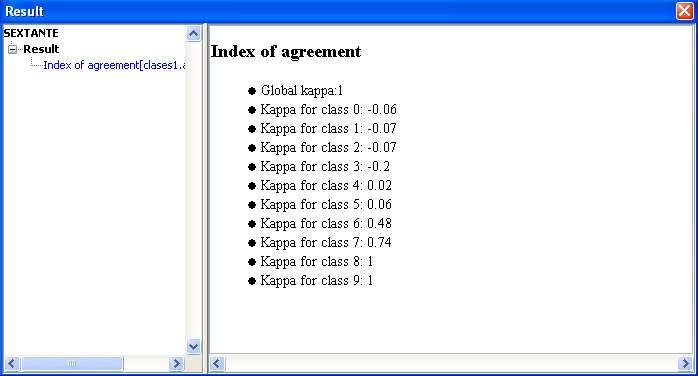 Result
SEXTANTE
Result
Index of agreement[clases1.a
Index of agreement
Global kappa:1
Kappa for class 0: -0.06
Kappa for class 1: -0.07
Kappa for class 2: -0.07
Kappa for class 3: -0.2
Kappa for class 4: 0.02
Kappa for class 5: 0.06
Kappa for class 6: 0.48
Kappa for class 7: 0.74
Kappa for class 8: 1
Kappa for class 9: 1